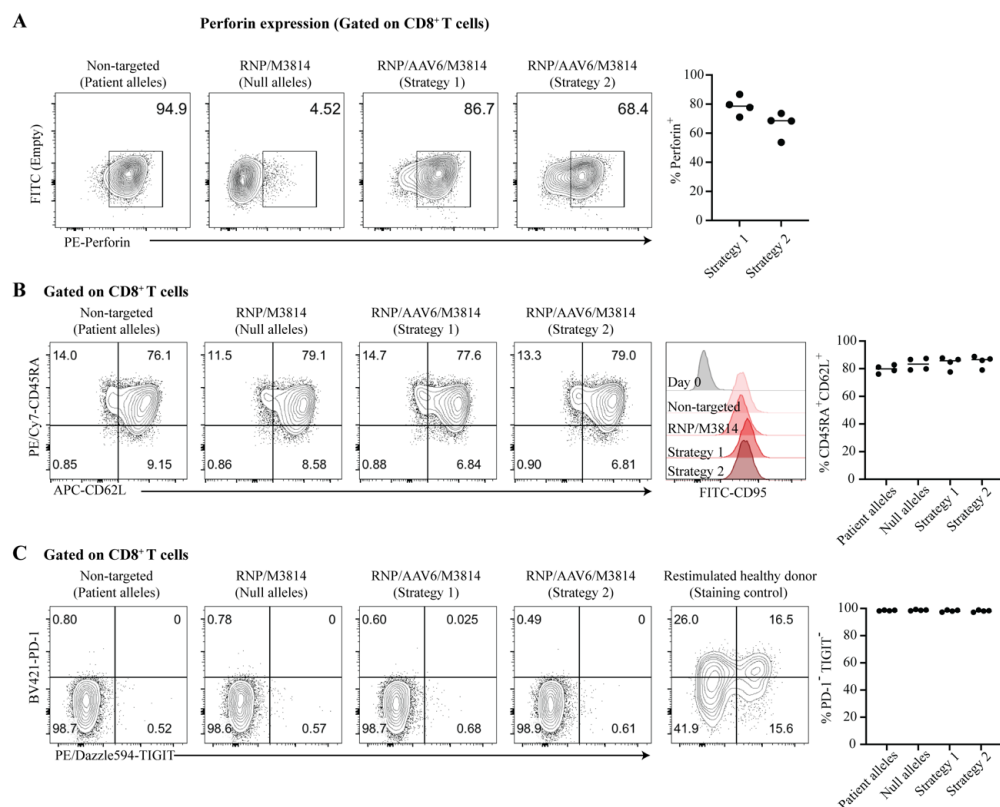 A
Perforin expression (Gated on CD8+ T cells)
Non-targeted
(Patient alleles)
RNP/M3814
(Null alleles)
RNP/AAV6/M3814
(Strategy 1)
RNP/AAV6/M3814
(Strategy 2)
94.9
4.52
86.7
68.4
FITC (Empty)
PE-Perforin
% Perforin+
100
80
60
40
20
0
Strategy 1
Strategy 2
B
Gated on CD8+ T cells
Non-targeted
(Patient alleles)
RNP/M3814
(Null alleles)
RNP/AAV6/M3814
(Strategy 1)
RNP/AAV6/M3814
(Strategy 2)
14.0 76.1
11.5 79.1
14.7 77.6
13.3 79.0
0.85 9.15
0.86 8.58
0.88 6.84
0.90 6.81
PE/Cy7-CD45RA
APC-CD62L
Day 0
Non-targeted
RNP/M3814
Strategy 1
Strategy 2
FITC-CD95
% CD45RA+CD62L+
100
80
60
40
20
0
Patient alleles
Null alleles
Strategy 1
Strategy 2
C
Gated on CD8+ T cells
Non-targeted
(Patient alleles)
RNP/M3814
(Null alleles)
RNP/AAV6/M3814
(Strategy 1)
RNP/AAV6/M3814
(Strategy 2)
Restimulated healthy donor
(Staining control)
0.80 0
0.78 0
0.60 0.025
0.49 0
26.0 16.5
98.7 0.52
98.6 0.57
98.7 0.68
98.9 0.61
41.9 15.6
BV421-PD-1
PE/Dazzle594-TIGIT
% PD-1- TIGIT-
100
80
60
40
20
0
Patient alleles
Null alleles
Strategy 1
Strategy 2